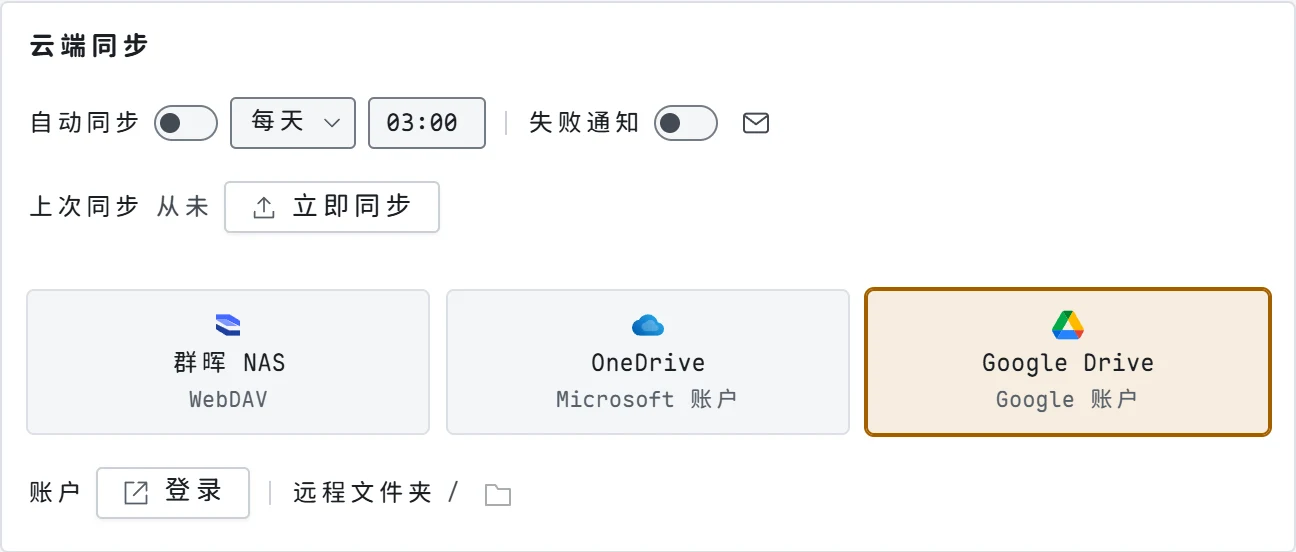 云端同步
自动同步 每天 03:00 失败通知
上次同步 从未 立即同步
群晖 NAS
WebDAV
OneDrive
Microsoft 账户
Google Drive
Google 账户
账户 登录 远程文件夹 /